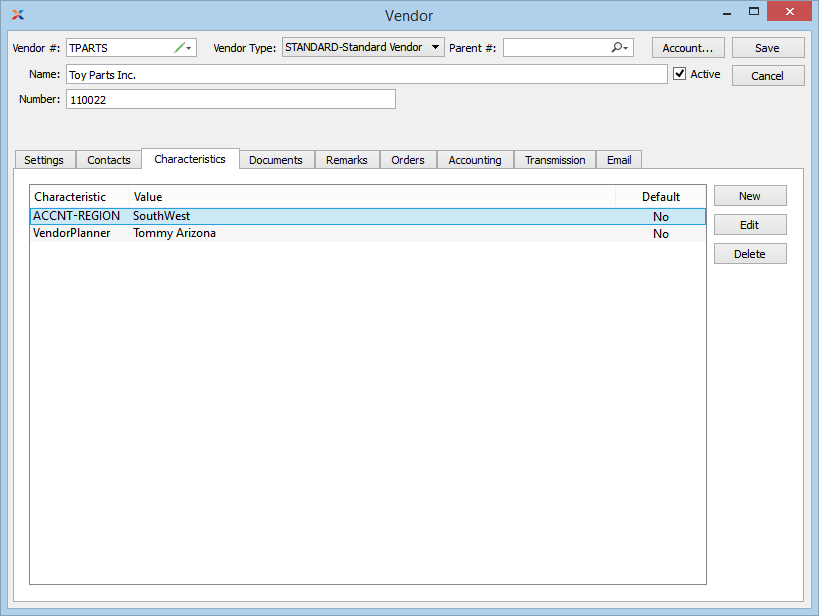 Vendor
Vendor #: TPARTS Vendor Type: STANDARD-Standard Vendor Parent #: Account... Save
Name: Toy Parts Inc. Active Cancel
Number: 110022
Settings Contacts Characteristics Documents Remarks Orders Accounting Transmission Email
Characteristic Value Default New
ACCNT-REGION SouthWest No
Edit
VendorPlanner Tommy Arizona No
Delete